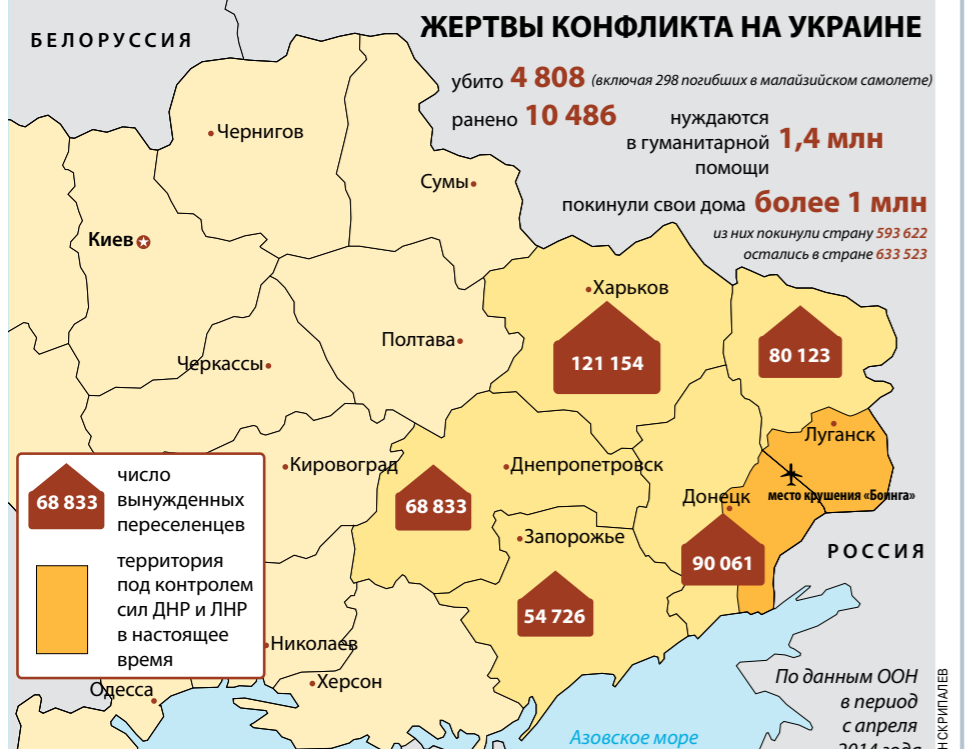 ЖЕРТВЫ КОНФЛИКТА НА УКРАИНЕ
БЕЛОРУССИЯ
убито 4 808 (включая 298 погибших в малайзийском самолете)
ранено 10 486
нуждаются
в гуманитарной
помощи
1,4 млн
покинули свои дома более 1 млн
из них покинули страну 593 622
остались в стране 633 523
Чернигов
Сумы
Киев
Харьков
121 154
80 123
Полтава
Черкассы
Луганск
Кировоград
Днепропетровск
68 833
Донецк
место крушения «Боинга»
Запорожье
90 061
РОССИЯ
54 726
68 833
число
вынужденных
переселенцев
территория
под контролем
сил ДНР и ЛНР
в настоящее
время
Николаев
Херсон
Одесса
Азовское море
По данным ООН
в период
с апреля
2014 года
Н СКРИПАЛЕВ